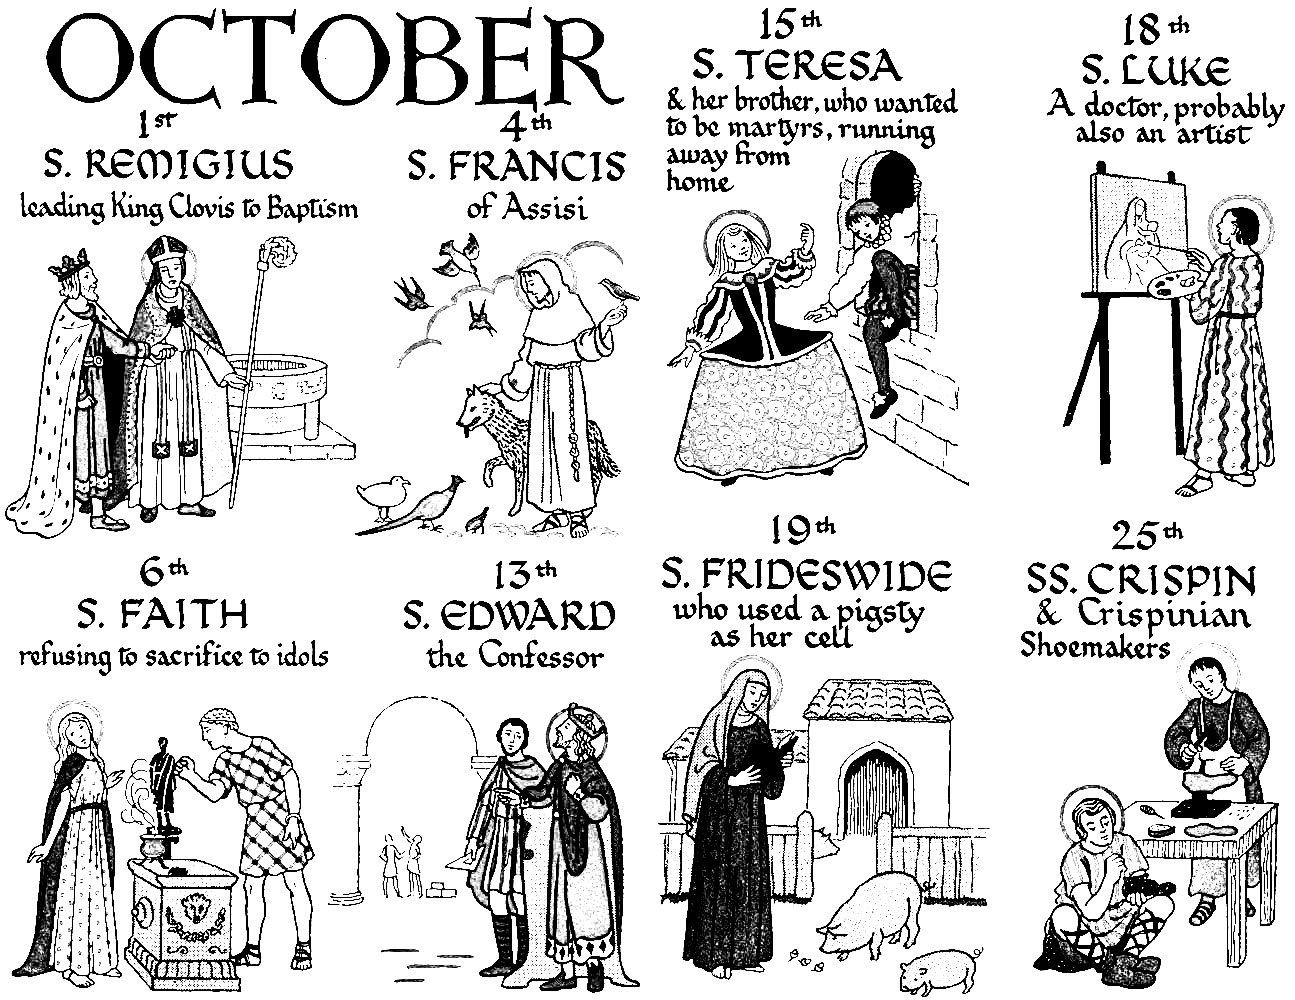 OCTOBER
1st
S. REMIGIUS
leading King Clovis to Baptism
4th
S. FRANCIS
of Assisi
6th
S. FAITH
refusing to sacrifice to idols
13th
S. EDWARD
the Confessor
15th
S. TERESA
& her brother, who wanted
to be martyrs, running
away from
home
18th
S. LUKE
A doctor, probably
also an artist
19th
S. FRIDESWIDE
who used a pigsty
as her cell
25th
SS. CRISPIN
& Crispinian
Shoemakers